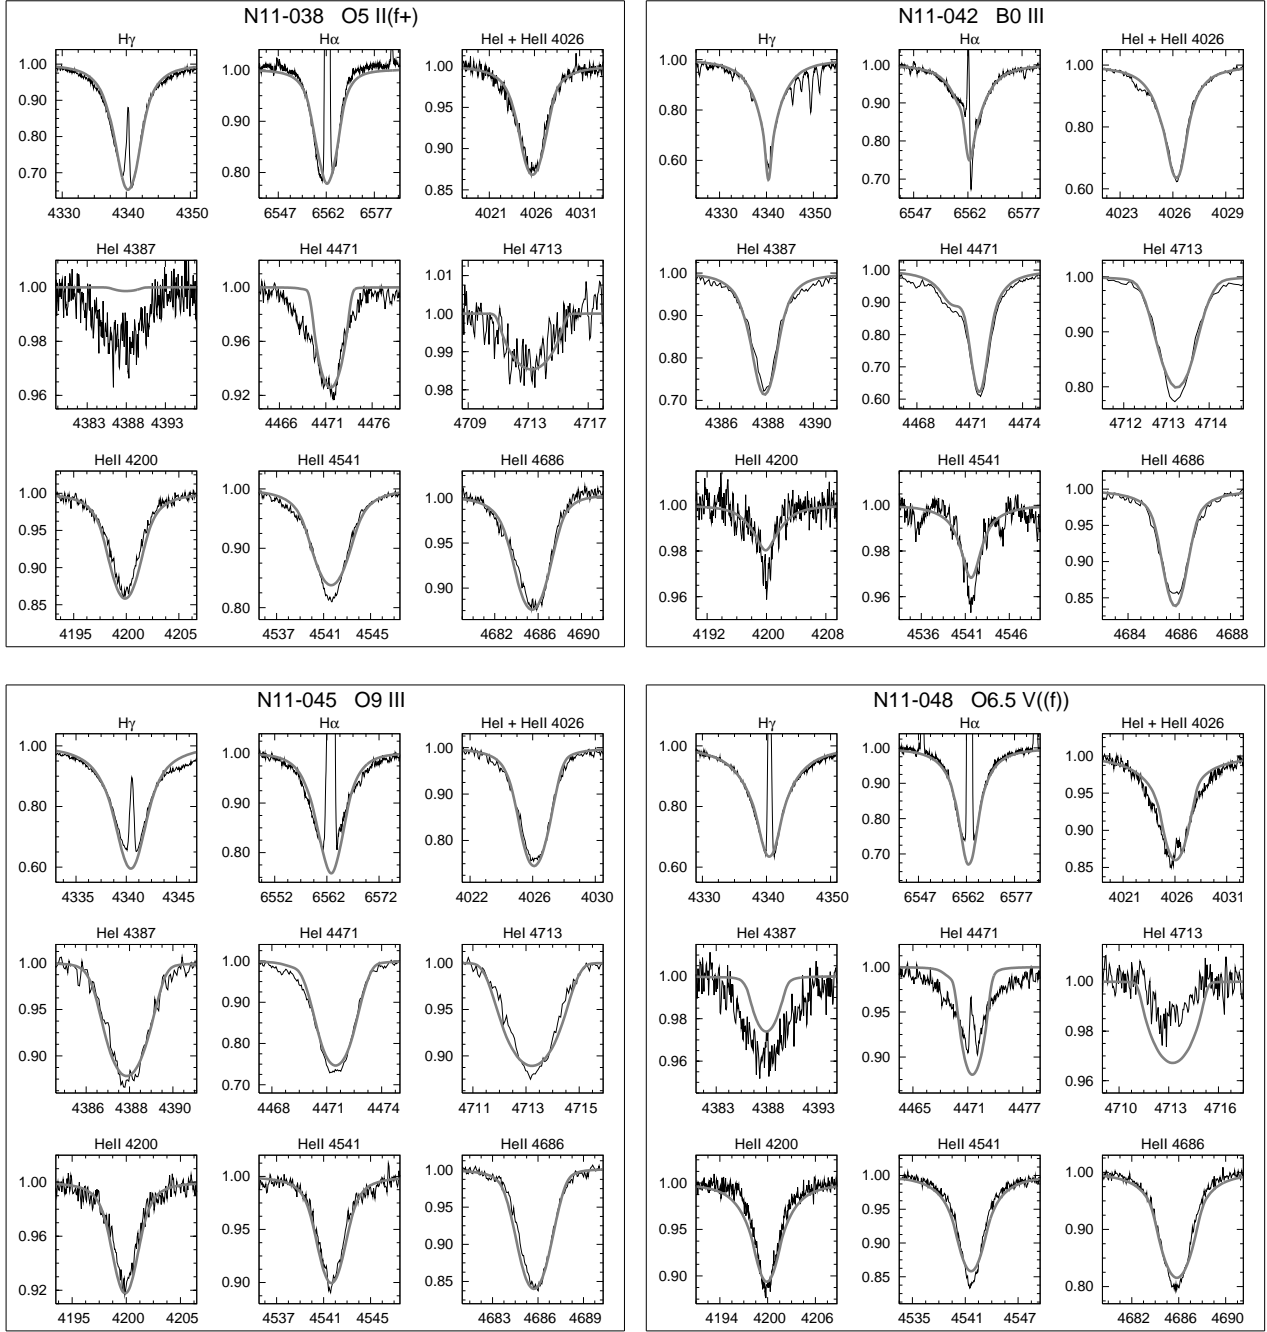 N11-038 O5 II(f+)
Hγ Hα HeI + HeII 4026
1.00 0.90 0.80 0.70
4330 4340 4350
1.00 0.90 0.80
6547 6562 6577
1.00 0.95 0.90 0.85
4021 4026 4031
HeI 4387 HeI 4471 HeI 4713
1.00 0.98 0.96
4383 4388 4393
1.00 0.96 0.92
4466 4471 4476
1.01 1.00 0.99 0.98
4709 4713 4717
HeII 4200 HeII 4541 HeII 4686
1.00 0.95 0.90 0.85
4195 4200 4205
1.00 0.90 0.80
4537 4541 4545
1.00 0.95 0.90
4682 4686 4690
N11-042 B0 III
Hγ Hα HeI + HeII 4026
1.00 0.80 0.60
4330 4340 4350
1.00 0.90 0.80 0.70
6547 6562 6577
1.00 0.80 0.60
4023 4026 4029
HeI 4387 HeI 4471 HeI 4713
1.00 0.90 0.80 0.70
4386 4388 4390
1.00 0.90 0.80 0.70 0.60
4468 4471 4474
1.00 0.90 0.80
4712 4713 4714
HeII 4200 HeII 4541 HeII 4686
1.00 0.98 0.96
4192 4200 4208
1.00 0.98 0.96
4536 4541 4546
1.00 0.95 0.90 0.85
4684 4686 4688
N11-045 O9 III
Hγ Hα HeI + HeII 4026
1.00 0.80 0.60
4335 4340 4345
1.00 0.90 0.80
6552 6562 6572
1.00 0.90 0.80
4022 4026 4030
HeI 4387 HeI 4471 HeI 4713
1.00 0.95 0.90
4386 4388 4390
1.00 0.90 0.80 0.70
4468 4471 4474
1.00 0.95 0.90
4711 4713 4715
HeII 4200 HeII 4541 HeII 4686
1.00 0.96 0.92
4195 4200 4205
1.00 0.95 0.90
4537 4541 4545
1.00 0.95 0.90 0.85
4683 4686 4689
N11-048 O6.5 V((f))
Hγ Hα HeI + HeII 4026
1.00 0.80 0.60
4330 4340 4350
1.00 0.90 0.80 0.70
6547 6562 6577
1.00 0.95 0.90 0.85
4021 4026 4031
HeI 4387 HeI 4471 HeI 4713
1.00 0.98 0.96
4383 4388 4393
1.00 0.95 0.90
4465 4471 4477
1.00 0.98 0.96
4710 4713 4716
HeII 4200 HeII 4541 HeII 4686
1.00 0.95 0.90
4194 4200 4206
1.00 0.95 0.90 0.85
4535 4541 4547
1.00 0.90 0.80
4682 4686 4690